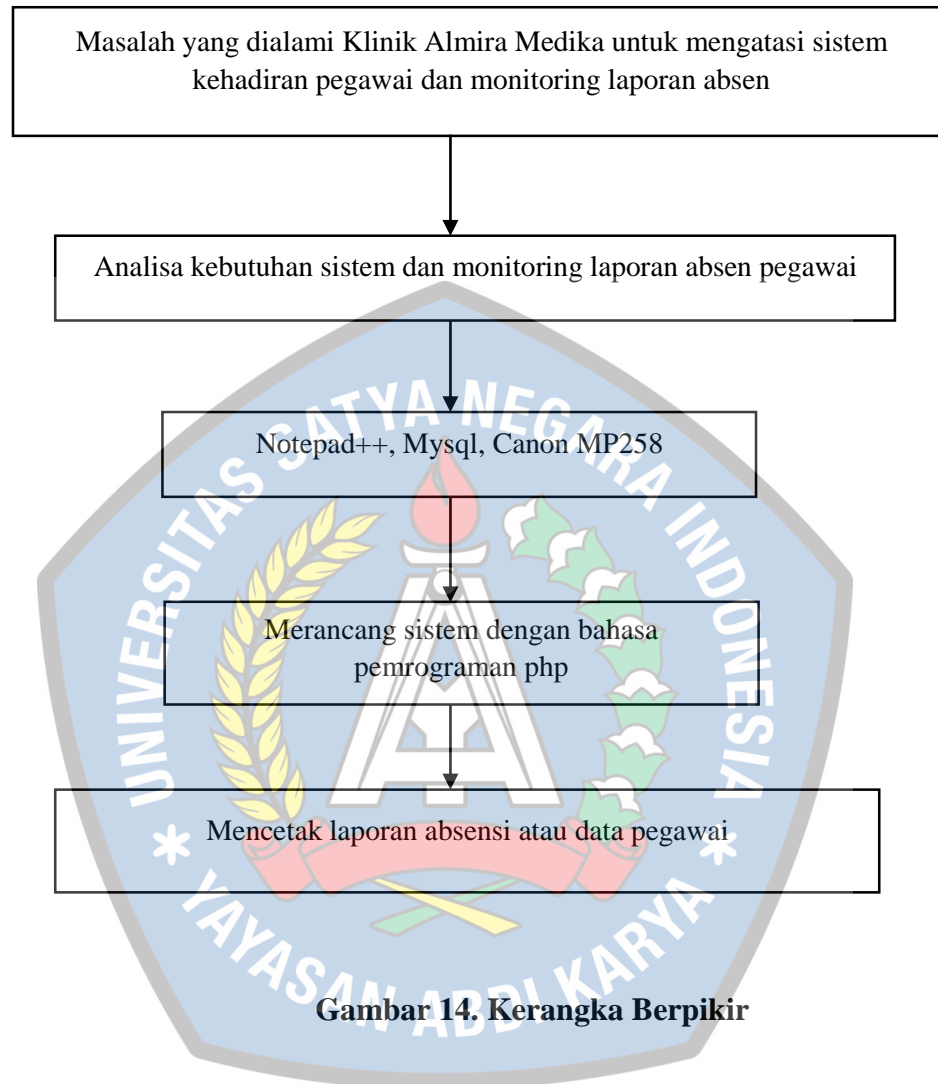 Masalah yang dialami Klinik Almira Medika untuk mengatasi sistem
kehadiran pegawai dan monitoring laporan absen
Analisa kebutuhan sistem dan monitoring laporan absen pegawai
UNIVERSITAS SATYA NEGARA INDONESIA
Notepad++, Mysql, Canon MP258
Merancang sistem dengan bahasa
pemrograman php
Mencetak laporan absensi atau data pegawai
YAYASAN ABDI KARYA
Gambar 14. Kerangka Berpikir